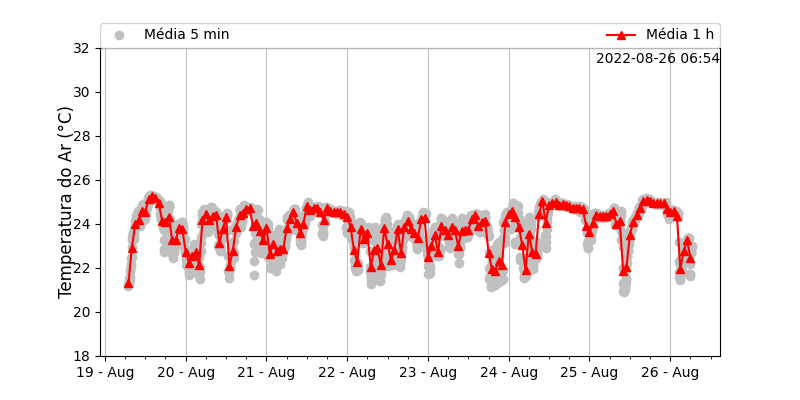 Média 5 min
Média 1 h
2022-08-26 06:54
Temperatura do Ar (°C)
32
30
28
26
24
22
20
18
19 - Aug
20 - Aug
21 - Aug
22 - Aug
23 - Aug
24 - Aug
25 - Aug
26 - Aug